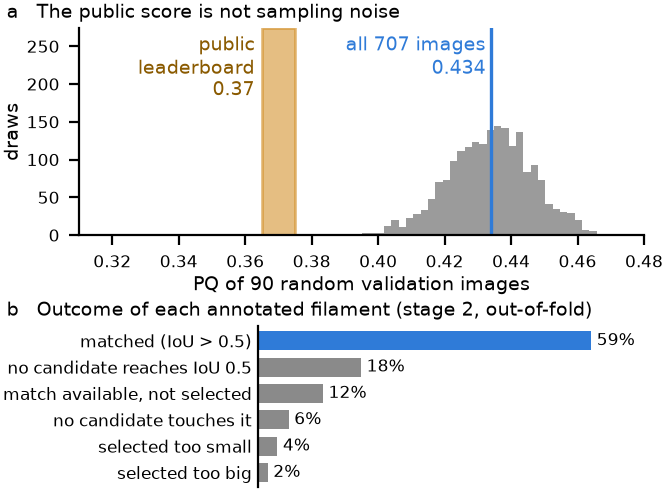 a The public score is not sampling noise
250
200
150
100
50
0
draws
public
leaderboard
0.37
all 707 images
0.434
0.32 0.34 0.36 0.38 0.40 0.42 0.44 0.46 0.48
PQ of 90 random validation images
b Outcome of each annotated filament (stage 2, out-of-fold)
matched (IoU > 0.5) 59%
no candidate reaches IoU 0.5 18%
match available, not selected 12%
no candidate touches it 6%
selected too small 4%
selected too big 2%